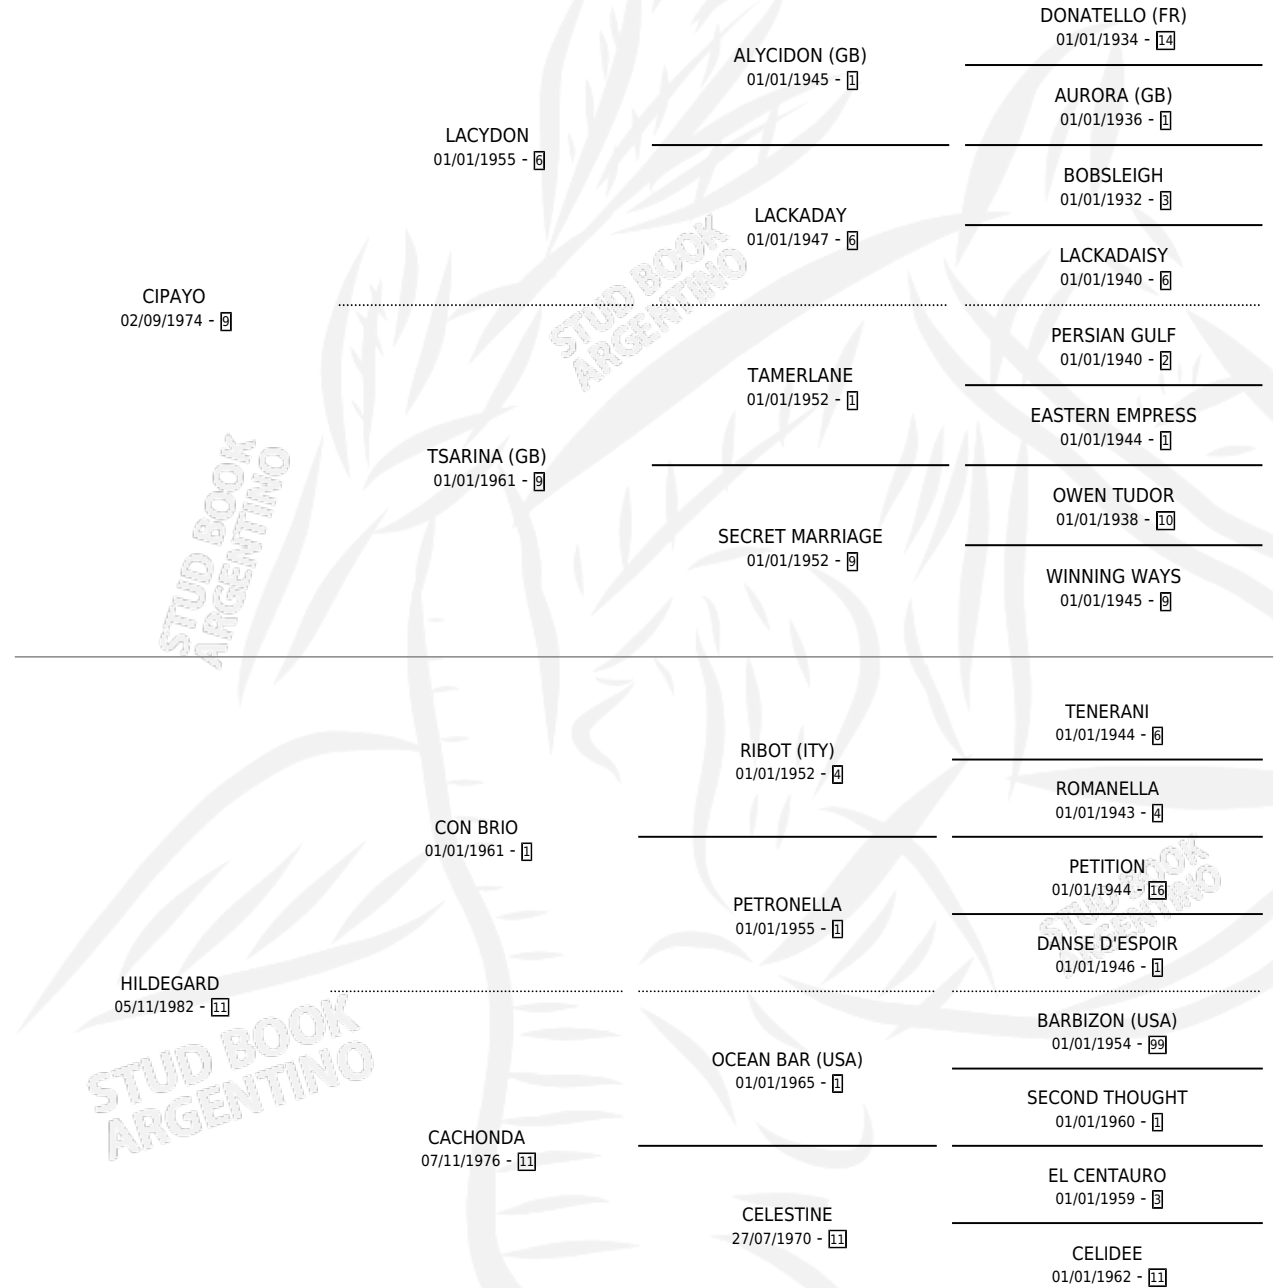 DONATELLO (FR)
01/01/1934 - 14
ALYCIDON (GB)
01/01/1945 - 1
AURORA (GB)
01/01/1936 - 1
LACYDON
01/01/1955 - 6
BOBSLEIGH
01/01/1932 - 3
LACKADAY
01/01/1947 - 6
LACKADAISY
01/01/1940 - 6
CIPAYO
02/09/1974 - 9
PERSIAN GULF
01/01/1940 - 2
TAMERLANE
01/01/1952 - 1
EASTERN EMPRESS
01/01/1944 - 1
TSARINA (GB)
01/01/1961 - 9
OWEN TUDOR
01/01/1938 - 10
SECRET MARRIAGE
01/01/1952 - 9
WINNING WAYS
01/01/1945 - 9
TENERANI
01/01/1944 - 6
RIBOT (ITY)
01/01/1952 - 4
ROMANELLA
01/01/1943 - 4
CON BRIO
01/01/1961 - 1
PETITION
01/01/1944 - 16
PETRONELLA
01/01/1955 - 1
DANSE D'ESPOIR
01/01/1946 - 1
HILDEGARD
05/11/1982 - 11
BARBIZON (USA)
01/01/1954 - 99
OCEAN BAR (USA)
01/01/1965 - 1
SECOND THOUGHT
01/01/1960 - 1
CACHONDA
07/11/1976 - 11
EL CENTAURO
01/01/1959 - 3
CELESTINE
27/07/1970 - 11
CELIDEE
01/01/1962 - 11
STUD BOOK
ARGENTINO
STUD BOOK
ARGENTINO
STUD BOOK
ARGENTINO
STUD BOOK
ARGENTINO